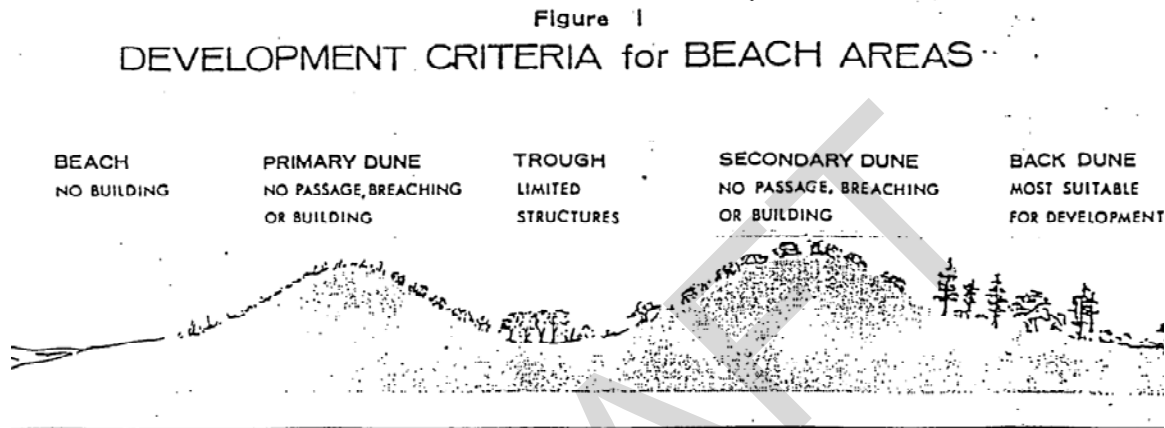 Figure 1
DEVELOPMENT CRITERIA for BEACH AREAS
BEACH
NO BUILDING
PRIMARY DUNE
NO PASSAGE, BREACHING
OR BUILDING
TROUGH
LIMITED
STRUCTURES
SECONDARY DUNE
NO PASSAGE, BREACHING
OR BUILDING
BACK DUNE
MOST SUITABLE
FOR DEVELOPMENT